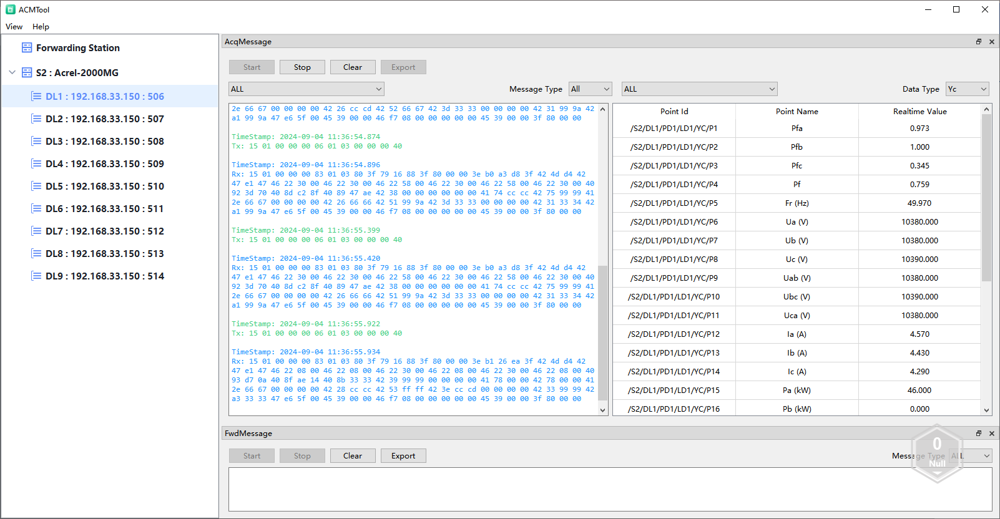 ACMTool
View Help
Forwarding Station
S2 : Acrel-2000MG
DL1 : 192.168.33.150 : 506
DL2 : 192.168.33.150 : 507
DL3 : 192.168.33.150 : 508
DL4 : 192.168.33.150 : 509
DL5 : 192.168.33.150 : 510
DL6 : 192.168.33.150 : 511
DL7 : 192.168.33.150 : 512
DL8 : 192.168.33.150 : 513
DL9 : 192.168.33.150 : 514
AcqMessage
Start Stop Clear Export
ALL Message Type All
2e 66 67 00 00 00 00 42 26 cc cd 42 52 66 67 42 3d 33 33 00 00 00 00 42 31 99 9a 42
a1 99 9a 47 e6 5f 00 45 39 00 00 46 f7 08 00 00 00 00 00 45 39 00 00 3f 80 00 00
TimeStamp: 2024-09-04 11:36:54.874
Tx: 15 01 00 00 00 06 01 03 00 00 00 40
TimeStamp: 2024-09-04 11:36:54.896
Rx: 15 01 00 00 00 83 01 03 80 3f 79 16 88 3f 80 00 00 3e b0 a3 d8 3f 42 4d d4 42
47 e1 47 46 22 30 00 46 22 30 00 46 22 58 00 46 22 30 00 46 22 58 00 46 22 30 00 40
92 3d 70 40 8d c2 8f 40 89 47 ae 42 38 00 00 00 00 00 00 41 74 cc cc 42 75 99 99 41
2e 66 67 00 00 00 00 42 26 66 66 42 51 99 9a 42 3d 33 33 00 00 00 00 42 31 33 34 42
a1 99 9a 47 e6 5f 00 45 39 00 00 46 f7 08 00 00 00 00 00 45 39 00 00 3f 80 00 00
TimeStamp: 2024-09-04 11:36:55.399
Tx: 15 01 00 00 00 06 01 03 00 00 00 40
TimeStamp: 2024-09-04 11:36:55.420
Rx: 15 01 00 00 00 83 01 03 80 3f 79 16 88 3f 80 00 00 3e b0 a3 d8 3f 42 4d d4 42
47 e1 47 46 22 30 00 46 22 30 00 46 22 58 00 46 22 30 00 46 22 58 00 46 22 30 00 40
92 3d 70 40 8d c2 8f 40 89 47 ae 42 38 00 00 00 00 00 00 41 74 cc cc 42 75 99 99 41
2e 66 67 00 00 00 00 42 26 66 66 42 51 99 9a 42 3d 33 33 00 00 00 00 42 31 33 34 42
a1 99 9a 47 e6 5f 00 45 39 00 00 46 f7 08 00 00 00 00 00 45 39 00 00 3f 80 00 00
TimeStamp: 2024-09-04 11:36:55.922
Tx: 15 01 00 00 00 06 01 03 00 00 00 40
TimeStamp: 2024-09-04 11:36:55.934
Rx: 15 01 00 00 00 83 01 03 80 3f 79 16 88 3f 80 00 00 3e b1 26 ea 3f 42 4d d4 42
47 e1 47 46 22 08 00 46 22 08 00 46 22 30 00 46 22 08 00 46 22 30 00 46 22 08 00 40
93 d7 0a 40 8f ae 14 40 8b 33 33 42 39 99 99 00 00 00 00 41 78 00 00 42 78 00 00 41
2e 66 67 00 00 00 00 42 28 cc cc 42 53 ff ff 42 3e cc cd 00 00 00 00 42 33 99 99 42
a3 33 33 47 e6 5f 00 45 39 00 00 46 f7 08 00 00 00 00 00 45 39 00 00 3f 80 00 00
ALL Data Type Yc
Point Id Point Name Realtime Value
/S2/DL1/PD1/LD1/YC/P1 Pfa 0.973
/S2/DL1/PD1/LD1/YC/P2 Pfb 1.000
/S2/DL1/PD1/LD1/YC/P3 Pfc 0.345
/S2/DL1/PD1/LD1/YC/P4 Pf 0.759
/S2/DL1/PD1/LD1/YC/P5 Fr (Hz) 49.970
/S2/DL1/PD1/LD1/YC/P6 Ua (V) 10380.000
/S2/DL1/PD1/LD1/YC/P7 Ub (V) 10380.000
/S2/DL1/PD1/LD1/YC/P8 Uc (V) 10390.000
/S2/DL1/PD1/LD1/YC/P9 Uab (V) 10380.000
/S2/DL1/PD1/LD1/YC/P10 Ubc (V) 10390.000
/S2/DL1/PD1/LD1/YC/P11 Uca (V) 10380.000
/S2/DL1/PD1/LD1/YC/P12 Ia (A) 4.570
/S2/DL1/PD1/LD1/YC/P13 Ib (A) 4.430
/S2/DL1/PD1/LD1/YC/P14 Ic (A) 4.290
/S2/DL1/PD1/LD1/YC/P15 Pa (kW) 46.000
/S2/DL1/PD1/LD1/YC/P16 Pb (kW) 0.000
FwdMessage
Start Stop Clear Export
Message Type ALL
0
Null